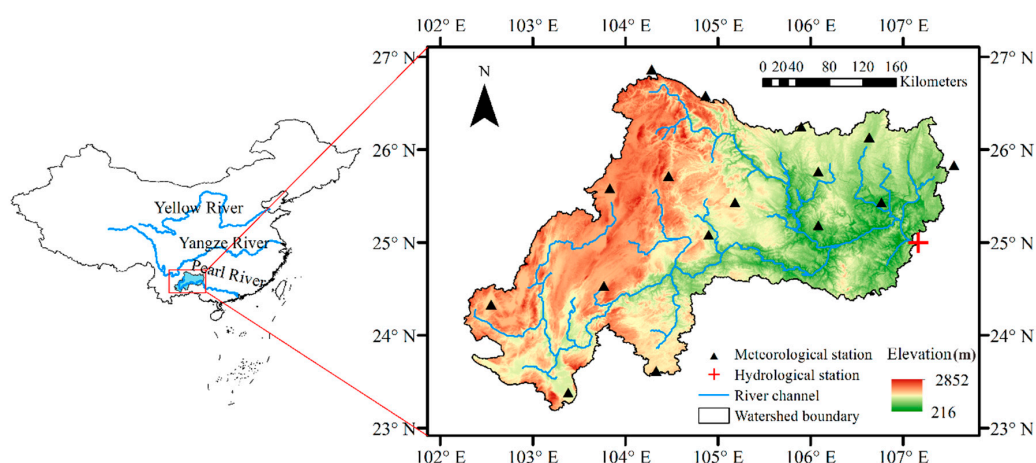 102° E 103° E 104° E 105° E 106° E 107° E
27° N 27° N
N
0 20 40 80 120 160
Kilometers
26° N 26° N
Yellow River
Yangze River
Pearl River
25° N 25° N
24° N 24° N
Meteorological station
Hydrological station
River channel
Watershed boundary
Elevation(m)
2852
216
23° N 23° N
102° E 103° E 104° E 105° E 106° E 107° E